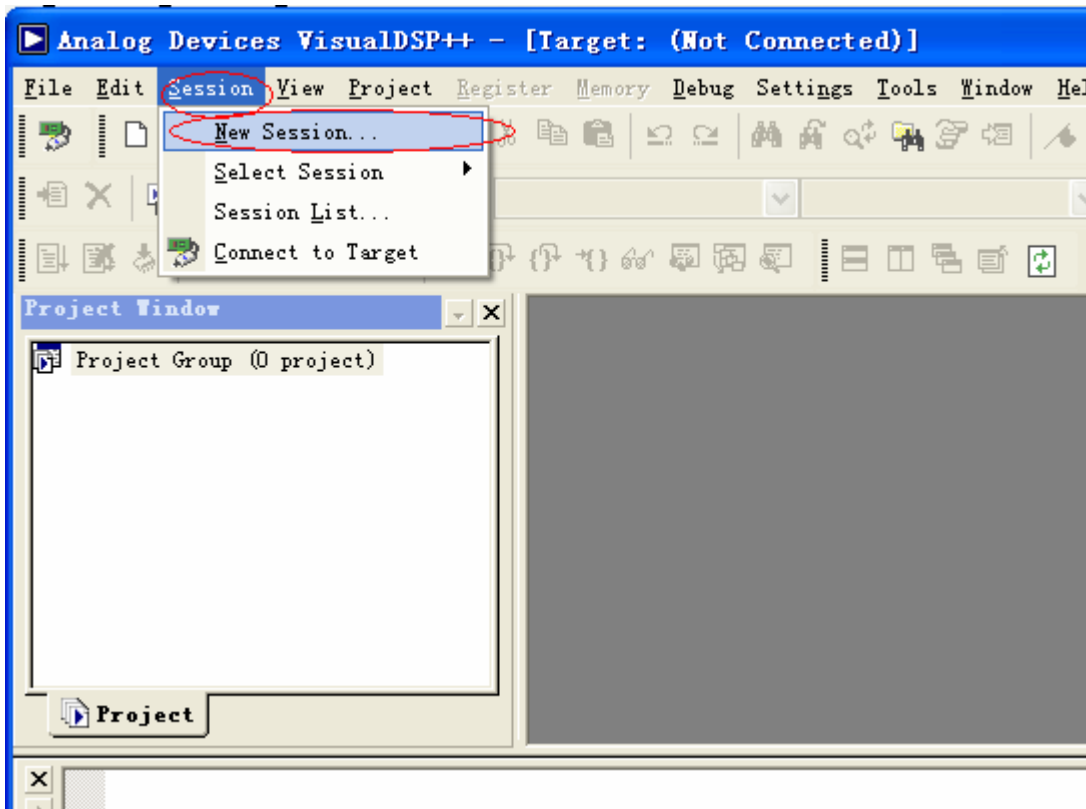 Analog Devices VisualDSP++ - [Target: (Not Connected)]
File Edit Session View Project Register Memory Debug Settings Tools Window Hel
New Session...
Select Session
Session List...
Connect to Target
Project Window
Project Group (0 project)
Project